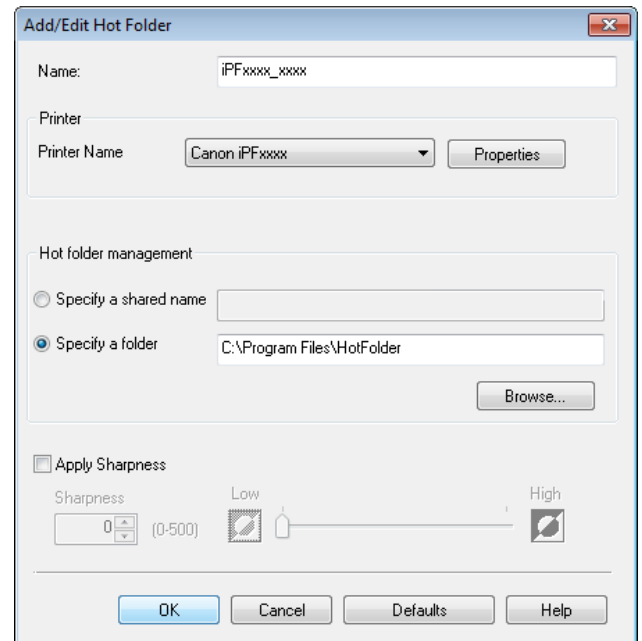 Add/Edit Hot Folder
Name: iPFxxxx_xxxx
Printer
Printer Name Canon iPFxxxx Properties
Hot folder management
Specify a shared name
Specify a folder C:\Program Files\HotFolder
Browse...
Apply Sharpness
Sharpness Low High
0 (0-500)
OK Cancel Defaults Help